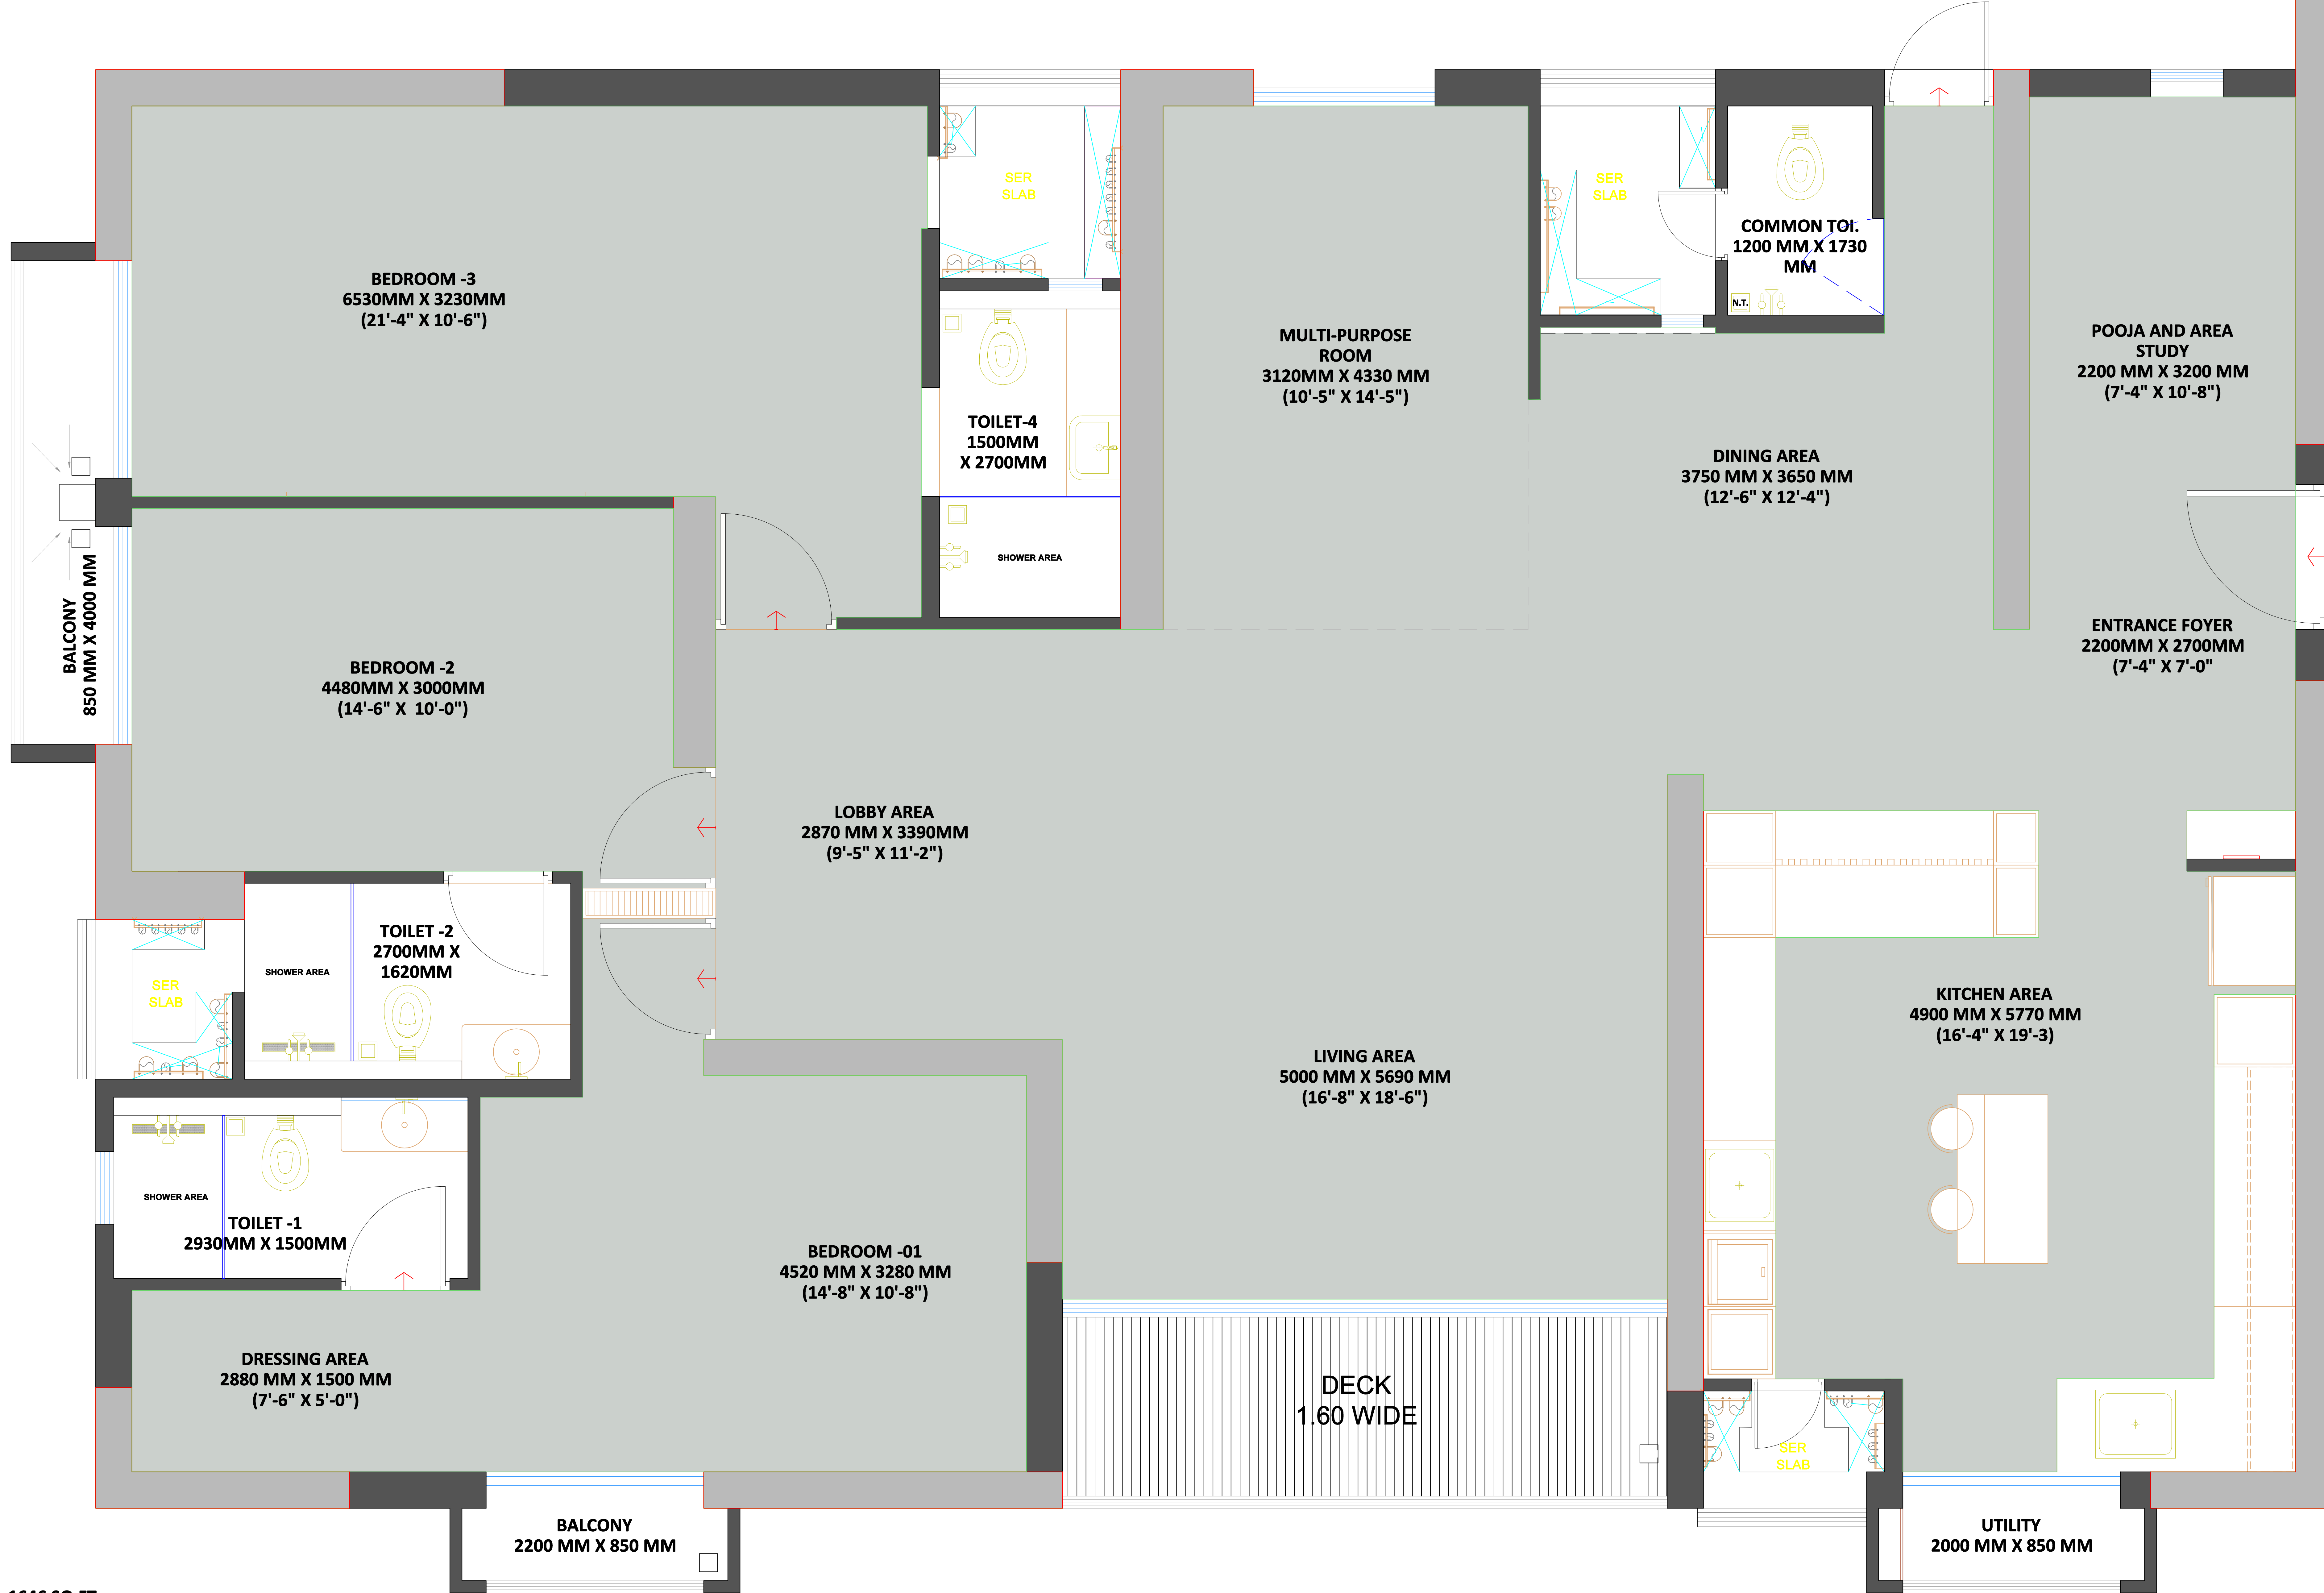 BEDROOM -3
6530MM X 3230MM
(21'-4" X 10'-6")
SER
SLAB
TOILET-4
1500MM
X 2700MM
SHOWER AREA
MULTI-PURPOSE
ROOM
3120MM X 4330 MM
(10'-5" X 14'-5")
SER
SLAB
COMMON TOI.
1200 MM X 1730
MM
N.T.
POOJA AND AREA
STUDY
2200 MM X 3200 MM
(7'-4" X 10'-8")
DINING AREA
3750 MM X 3650 MM
(12'-6" X 12'-4")
ENTRANCE FOYER
2200MM X 2700MM
(7'-4" X 7'-0"
BALCONY
850 MM X 4000 MM
BEDROOM -2
4480MM X 3000MM
(14'-6" X 10'-0")
LOBBY AREA
2870 MM X 3390MM
(9'-5" X 11'-2")
SER
SLAB
SHOWER AREA
TOILET -2
2700MM X
1620MM
KITCHEN AREA
4900 MM X 5770 MM
(16'-4" X 19'-3)
LIVING AREA
5000 MM X 5690 MM
(16'-8" X 18'-6")
SHOWER AREA
TOILET -1
2930MM X 1500MM
BEDROOM -01
4520 MM X 3280 MM
(14'-8" X 10'-8")
DRESSING AREA
2880 MM X 1500 MM
(7'-6" X 5'-0")
DECK
1.60 WIDE
SER
SLAB
BALCONY
2200 MM X 850 MM
UTILITY
2000 MM X 850 MM